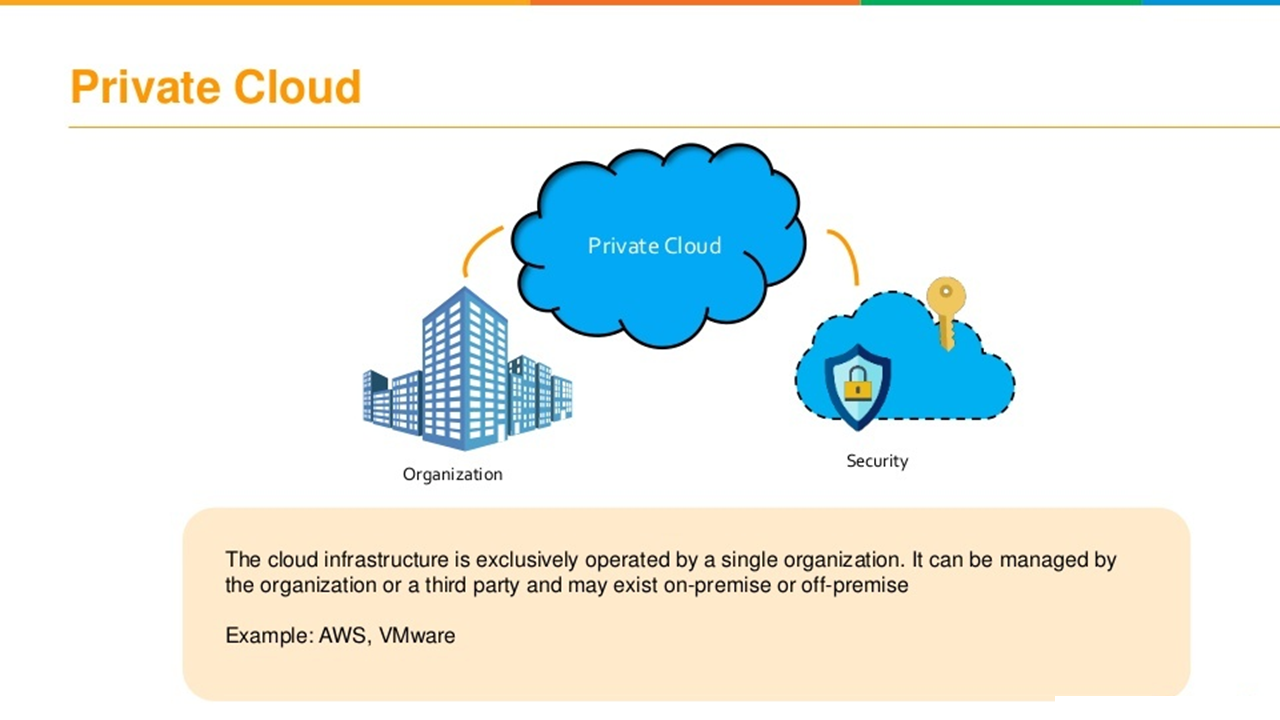 Private Cloud
Private Cloud
Organization
Security
The cloud infrastructure is exclusively operated by a single organization. It can be managed by
the organization or a third party and may exist on-premise or off-premise
Example: AWS, VMware